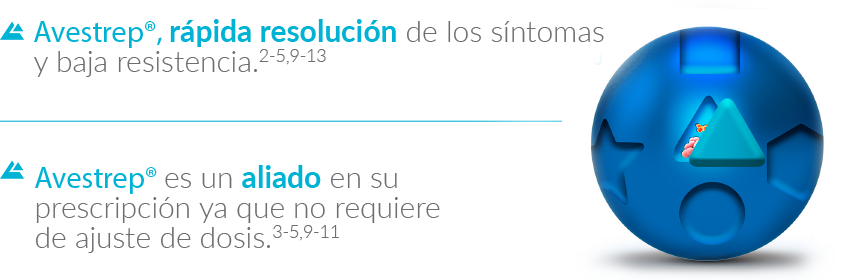 Avestrep®, rápida resolución de los síntomas
y baja resistencia.2-5,9-13
Avestrep® es un aliado en su
prescripción ya que no requiere
de ajuste de dosis.3-5,9-11